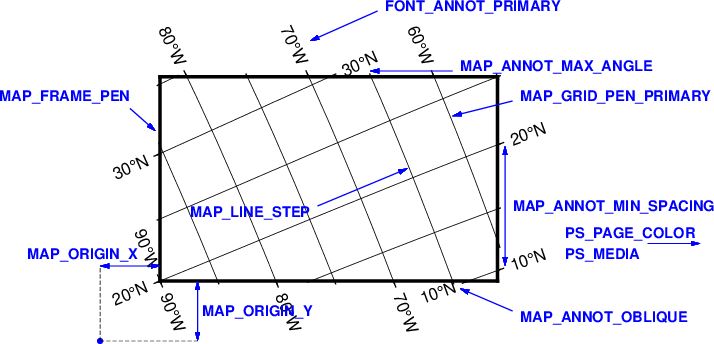 FONT_ANNOT_PRIMARY
80°W
70°W
60°W
30°N
MAP_ANNOT_MAX_ANGLE
MAP_FRAME_PEN
MAP_GRID_PEN_PRIMARY
20°N
30°N
MAP_LINE_STEP
MAP_ANNOT_MIN_SPACING
PS_PAGE_COLOR
90°W
MAP_ORIGIN_X
PS_MEDIA
10°N
20°N
90°W
MAP_ORIGIN_Y
80°W
70°W
10°N
MAP_ANNOT_OBLIQUE